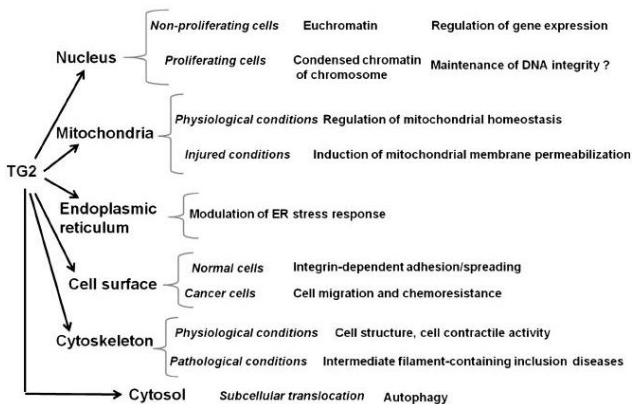 Non-proliferating cells Euchromatin Regulation of gene expression
Nucleus
Proliferating cells Condensed chromatin Maintenance of DNA integrity ?
of chromosome
Physiological conditions Regulation of mitochondrial homeostasis
Mitochondria
Injured conditions Induction of mitochondrial membrane permeabilization
TG2
Endoplasmic
reticulum
Modulation of ER stress response
Normal cells Integrin-dependent adhesion/spreading
Cell surface
Cancer cells Cell migration and chemoresistance
Physiological conditions Cell structure, cell contractile activity
Cytoskeleton
Pathological conditions Intermediate filament-containing inclusion diseases
Cytosol Subcellular translocation Autophagy